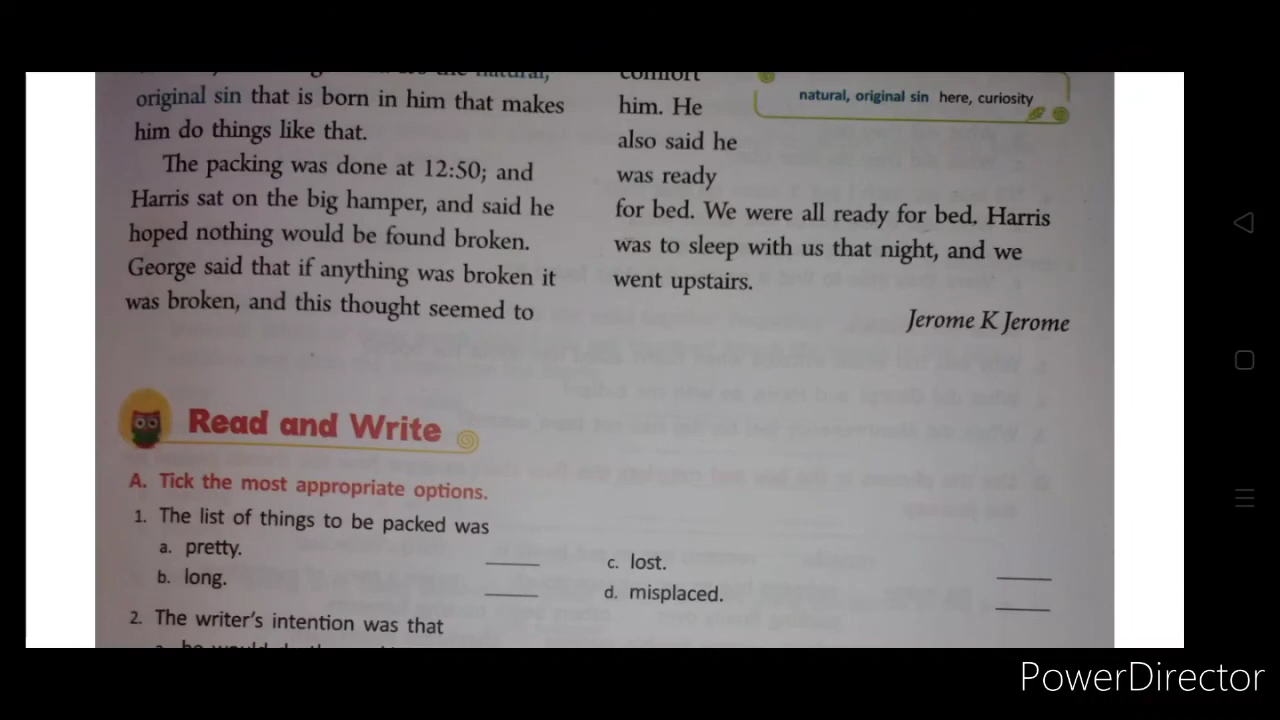 natural,
original sin that is born in him that makes
him do things like that.
The packing was done at 12:50; and
Harris sat on the big hamper, and said he
hoped nothing would be found broken.
George said that if anything was broken it
was broken, and this thought seemed to
comfort
him. He
also said he
was ready
for bed. We were all ready for bed. Harris
was to sleep with us that night, and we
went upstairs.
Jerome K Jerome
natural, original sin here, curiosity
Read and Write
A. Tick the most appropriate options.
1. The list of things to be packed was
a. pretty.
b. long.
c. lost.
d. misplaced.
2. The writer's intention was that
PowerDirector